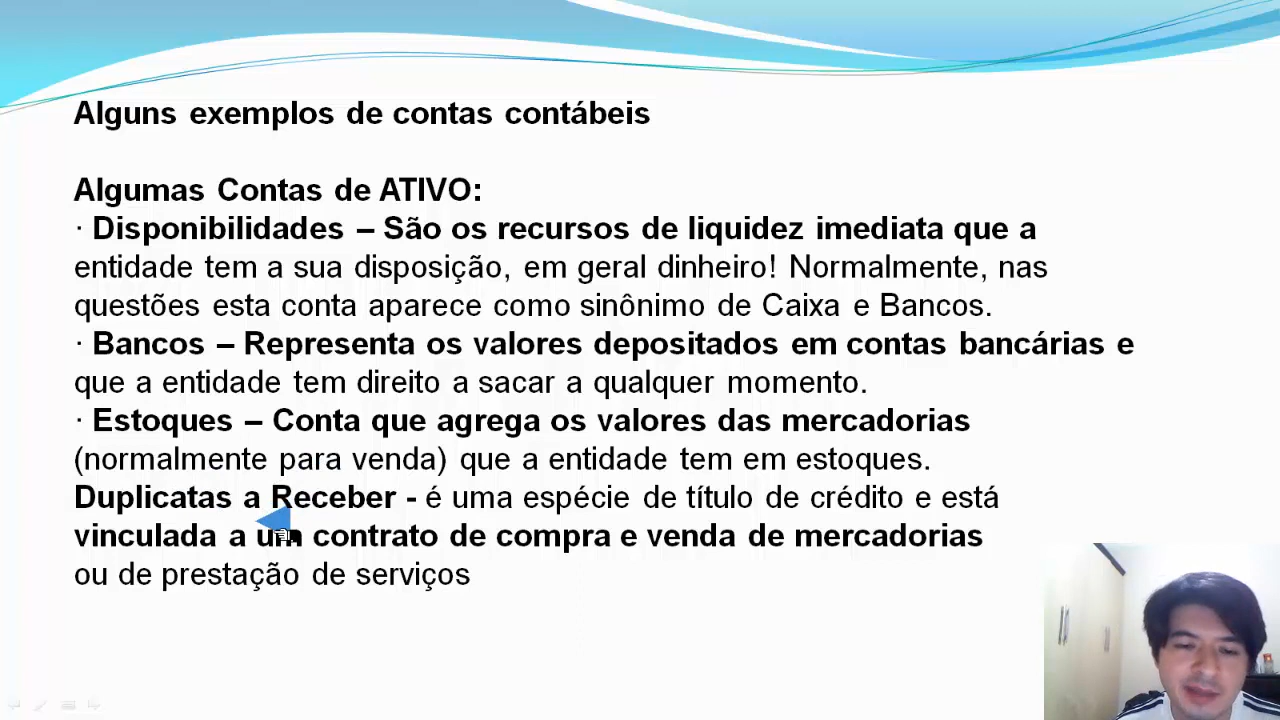 Alguns exemplos de contas contábeis
Algumas Contas de ATIVO:
· Disponibilidades – São os recursos de liquidez imediata que a
entidade tem a sua disposição, em geral dinheiro! Normalmente, nas
questões esta conta aparece como sinônimo de Caixa e Bancos.
· Bancos – Representa os valores depositados em contas bancárias e
que a entidade tem direito a sacar a qualquer momento.
· Estoques – Conta que agrega os valores das mercadorias
(normalmente para venda) que a entidade tem em estoques.
Duplicatas a Receber - é uma espécie de título de crédito e está
vinculada a um contrato de compra e venda de mercadorias
ou de prestação de serviços